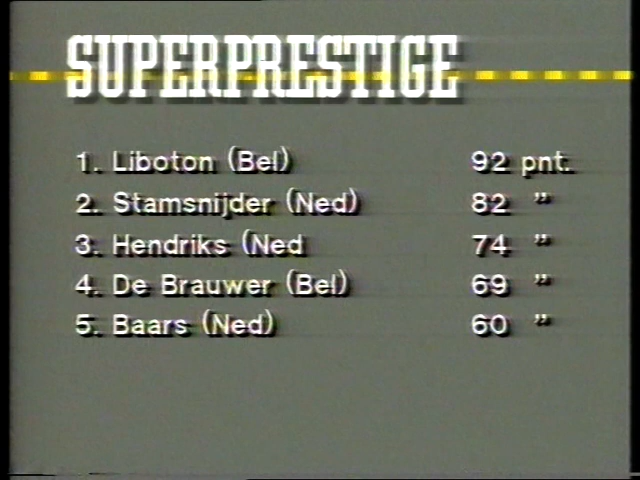 SUPERPRESTIGE
1. Liboton (Bel) 92 pnt.
2. Stamsnijder (Ned) 82 ”
3. Hendriks (Ned 74 ”
4. De Brauwer (Bel) 69 ”
5. Baars (Ned) 60 ”